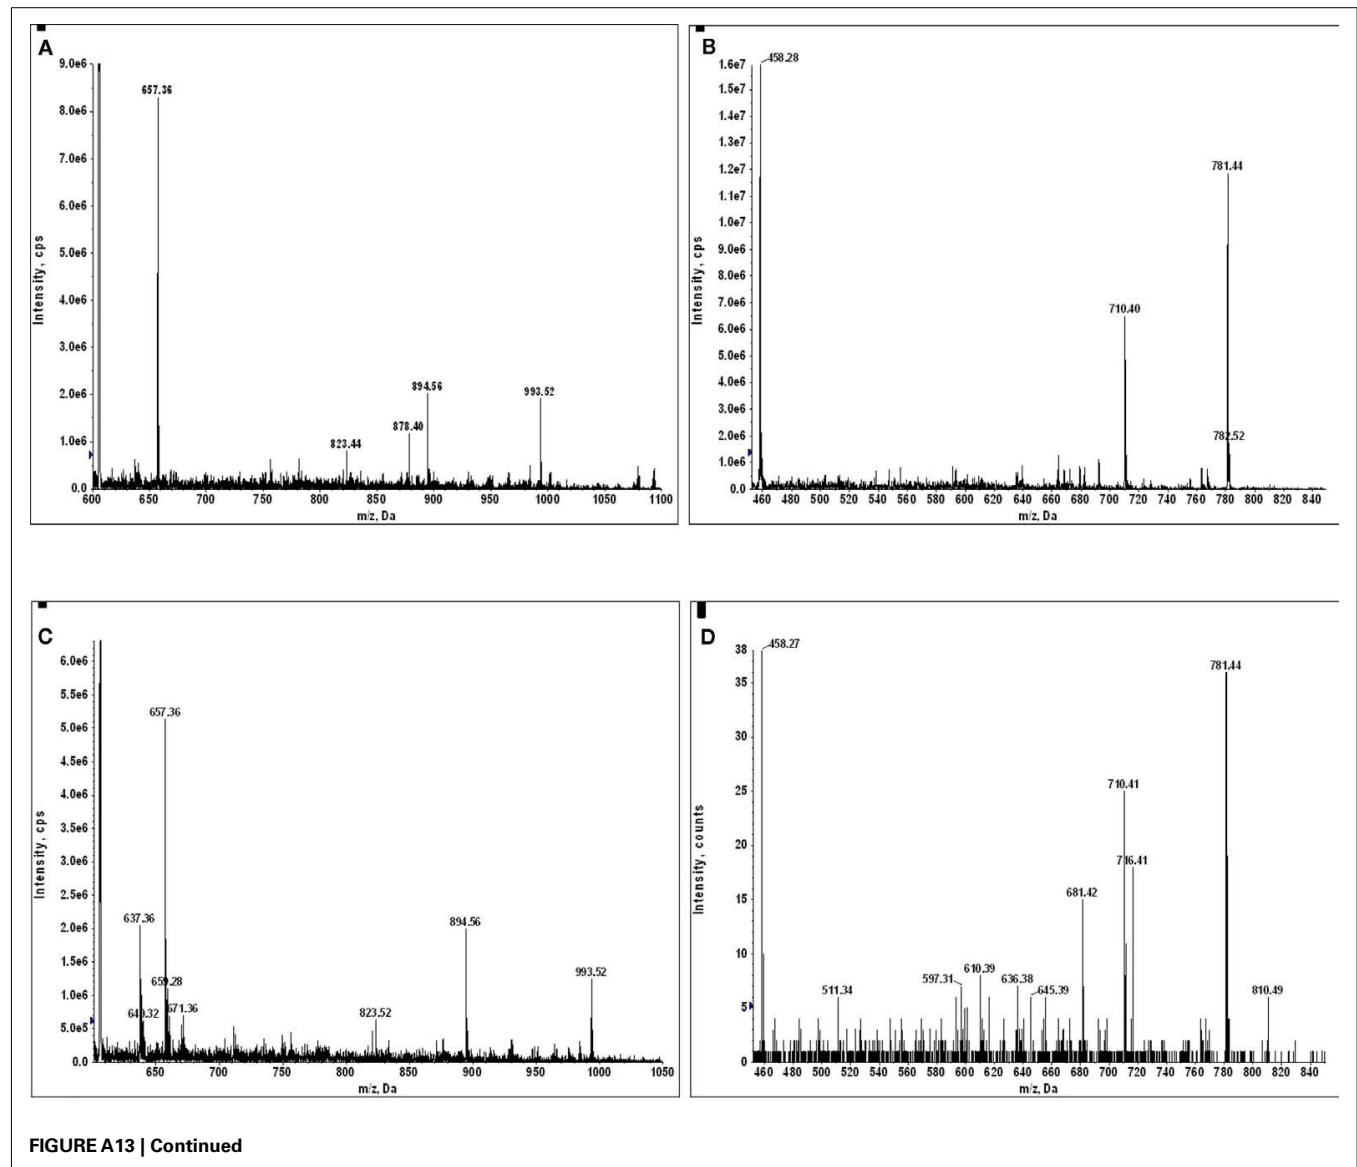 A
9.0e6
8.0e6
7.0e6
6.0e6
5.0e6
4.0e6
3.0e6
2.0e6
1.0e6
0.0
Intensity, cps
657.36
823.44
878.40
894.56
993.52
600 650 700 750 800 850 900 950 1000 1050 1100
m/z, Da
B
1.6e7
1.5e7
1.4e7
1.3e7
1.2e7
1.1e7
1.0e7
9.0e6
8.0e6
7.0e6
6.0e6
5.0e6
4.0e6
3.0e6
2.0e6
1.0e6
0.0
Intensity, cps
458.28
710.40
781.44
782.52
460 480 500 520 540 560 580 600 620 640 660 680 700 720 740 760 780 800 820 840
m/z, Da
C
6.0e6
5.5e6
5.0e6
4.5e6
4.0e6
3.5e6
3.0e6
2.5e6
2.0e6
1.5e6
1.0e6
5.0e5
0.0
Intensity, cps
637.36
657.36
659.28
671.36
823.52
894.56
993.52
650 700 750 800 850 900 950 1000 1050
m/z, Da
D
38
35
30
25
20
15
10
5
0
Intensity, counts
458.27
511.34
597.31
610.39
636.38
645.39
681.42
710.41
716.41
781.44
810.49
460 480 500 520 540 560 580 600 620 640 660 680 700 720 740 760 780 800 820 840
m/z, Da
FIGURE A13 | Continued